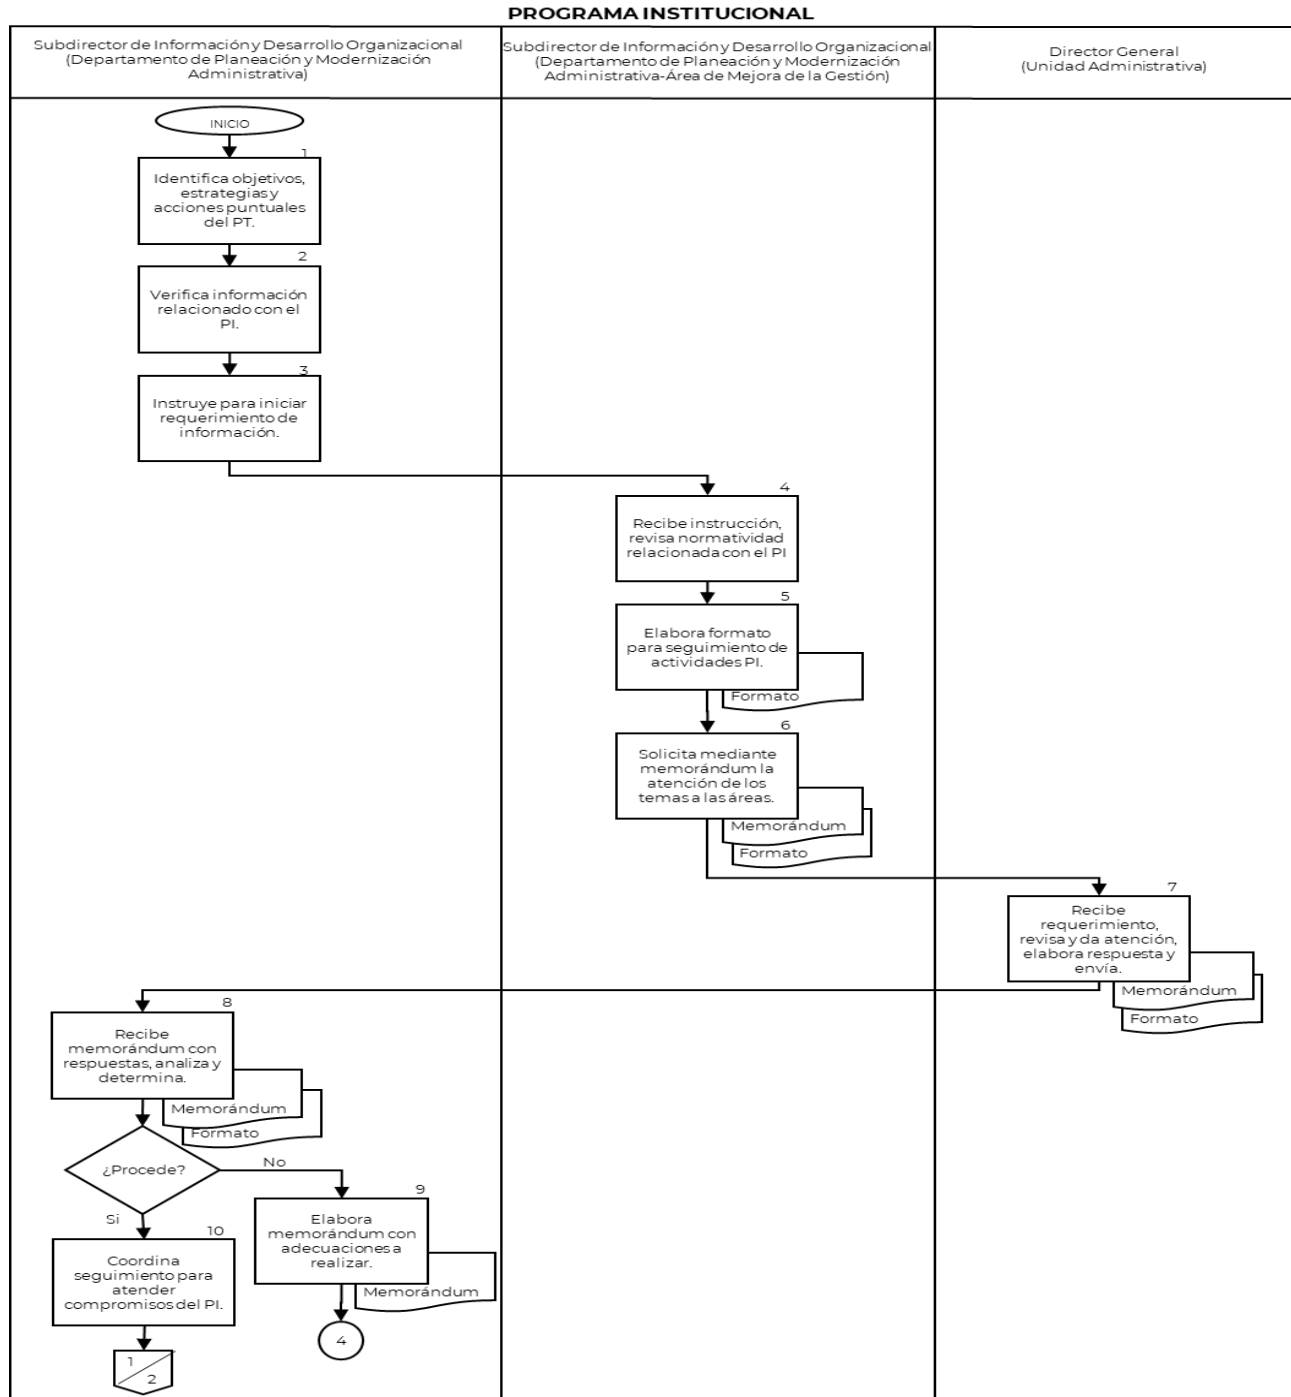 PROGRAMA INSTITUCIONAL
Subdirector de Información y Desarrollo Organizacional
(Departamento de Planeación y Modernización
Administrativa)
Subdirector de Información y Desarrollo Organizacional
(Departamento de Planeación y Modernización
Administrativa-Área de Mejora de la Gestión)
Director General
(Unidad Administrativa)
INICIO
1
Identifica objetivos,
estrategias y
acciones puntuales
del PT.
2
Verifica información
relacionado con el
PI.
3
Instruye para iniciar
requerimiento de
información.
4
Recibe instrucción,
revisa normatividad
relacionada con el PI
5
Elabora formato
para seguimiento de
actividades PI.
Formato
6
Solicita mediante
memorándum la
atención de los
temas a las áreas.
Memorándum
Formato
7
Recibe
requerimiento,
revisa y da atención,
elabora respuesta y
envía.
Memorándum
Formato
8
Recibe
memorándum con
respuestas, analiza y
determina.
Memorándum
Formato
¿Procede?
No
Si
9
Elabora
memorándum con
adecuaciones a
realizar.
Memorándum
4
10
Coordina
seguimiento para
atender
compromisos del PI.
1
2